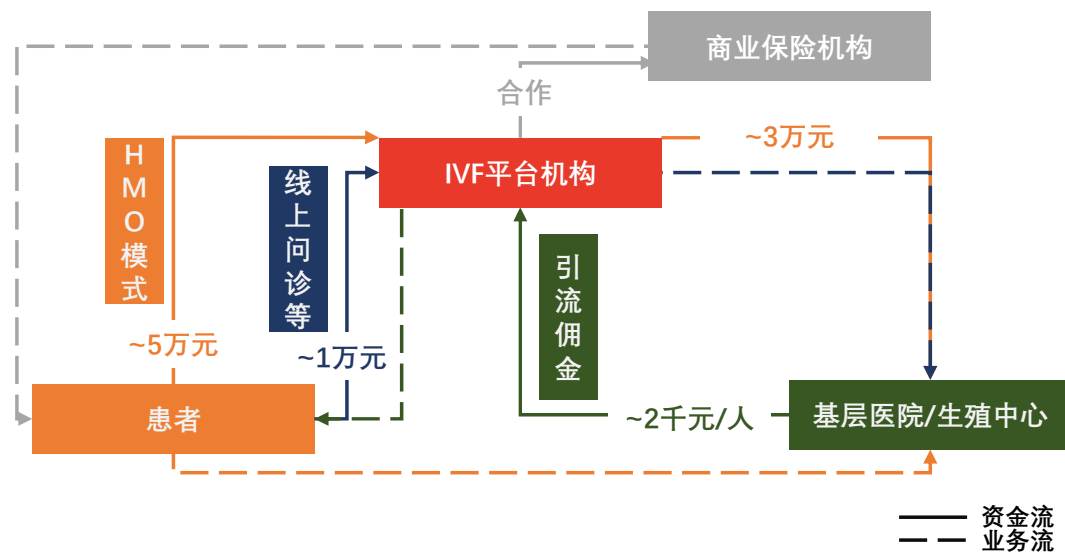 商业保险机构
合作
~3万元
IVF平台机构
HMO模式
线上问诊等
引流佣金
~5万元
~1万元
患者
~2千元/人
基层医院/生殖中心
资金流
业务流